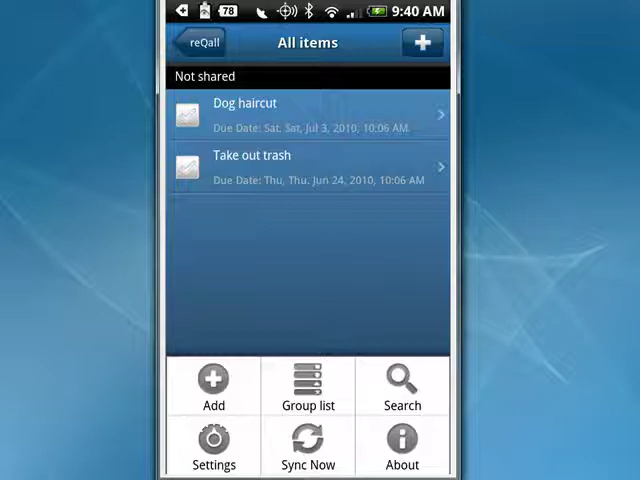 78 9:40 AM
reQall All items
Not shared
Dog haircut
Due Date: Sat. Sat, Jul 3, 2010, 10:06 AM.
Take out trash
Due Date: Thu, Thu. Jun 24, 2010, 10:06 AM
Add Group list Search
Settings Sync Now About